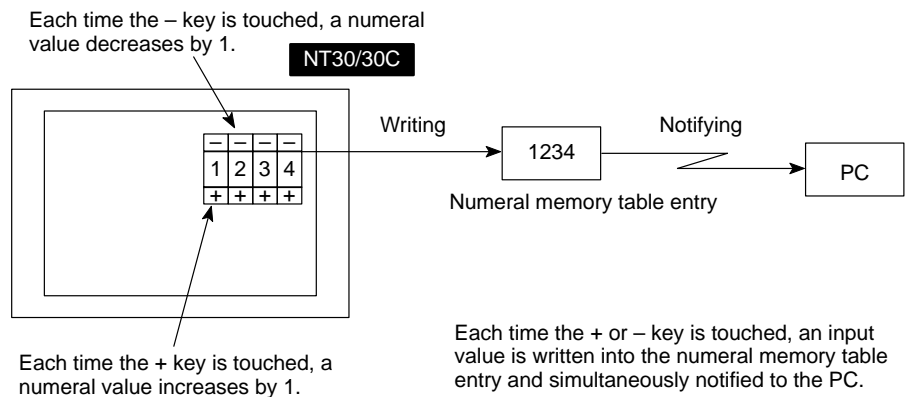 Each time the – key is touched, a numeral
value decreases by 1.
NT30/30C
– – – –
1 2 3 4
+ + + +
Writing
1234
Notifying
PC
Numeral memory table entry
Each time the + key is touched, a
numeral value increases by 1.
Each time the + or – key is touched, an input
value is written into the numeral memory table
entry and simultaneously notified to the PC.